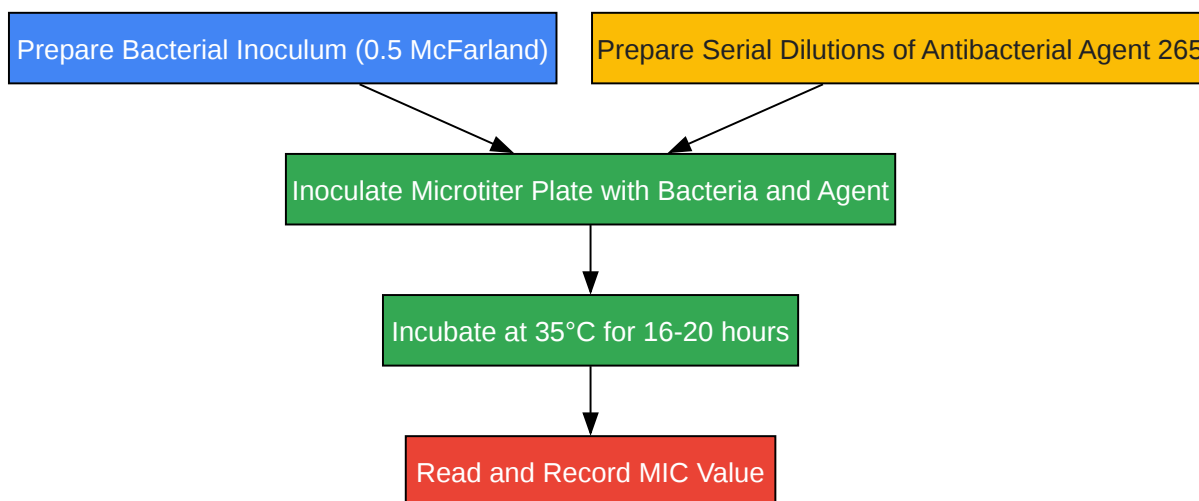 Prepare Bacterial Inoculum (0.5 McFarland)
Prepare Serial Dilutions of Antibacterial Agent 265
Inoculate Microtiter Plate with Bacteria and Agent
Incubate at 35°C for 16-20 hours
Read and Record MIC Value